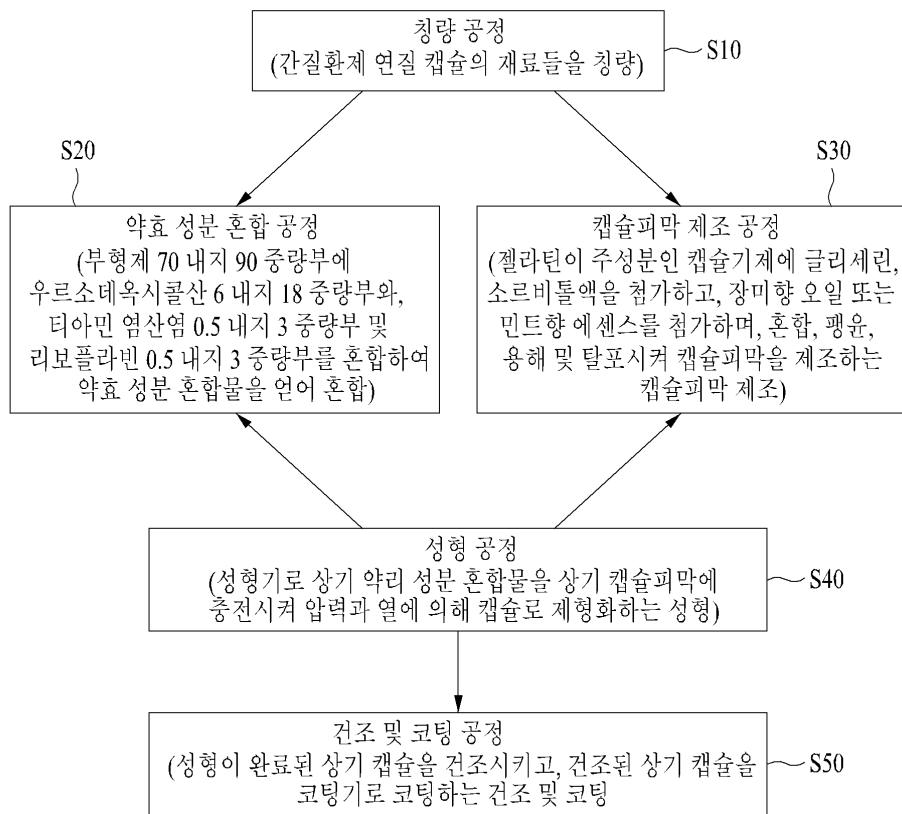 칭량 공정
(간질환제 연질 캡슐의 재료들을 칭량)
S10
S20
약효 성분 혼합 공정
(부형제 70 내지 90 중량부에
우르소데옥시콜산 6 내지 18 중량부와,
티아민 염산염 0.5 내지 3 중량부 및
리보플라빈 0.5 내지 3 중량부를 혼합하여
약효 성분 혼합물을 얻어 혼합)
S30
캡슐피막 제조 공정
(젤라틴이 주성분인 캡슐기제에 글리세린,
소르비톨액을 첨가하고, 장미향 오일 또는
민트향 에센스를 첨가하며, 혼합, 팽윤,
용해 및 탈포시켜 캡슐피막을 제조하는
캡슐피막 제조)
성형 공정
(성형기로 상기 약리 성분 혼합물을 상기 캡슐피막에
충전시켜 압력과 열에 의해 캡슐로 제형화하는 성형)
S40
건조 및 코팅 공정
(성형이 완료된 상기 캡슐을 건조시키고, 건조된 상기 캡슐을
코팅기로 코팅하는 건조 및 코팅
S50